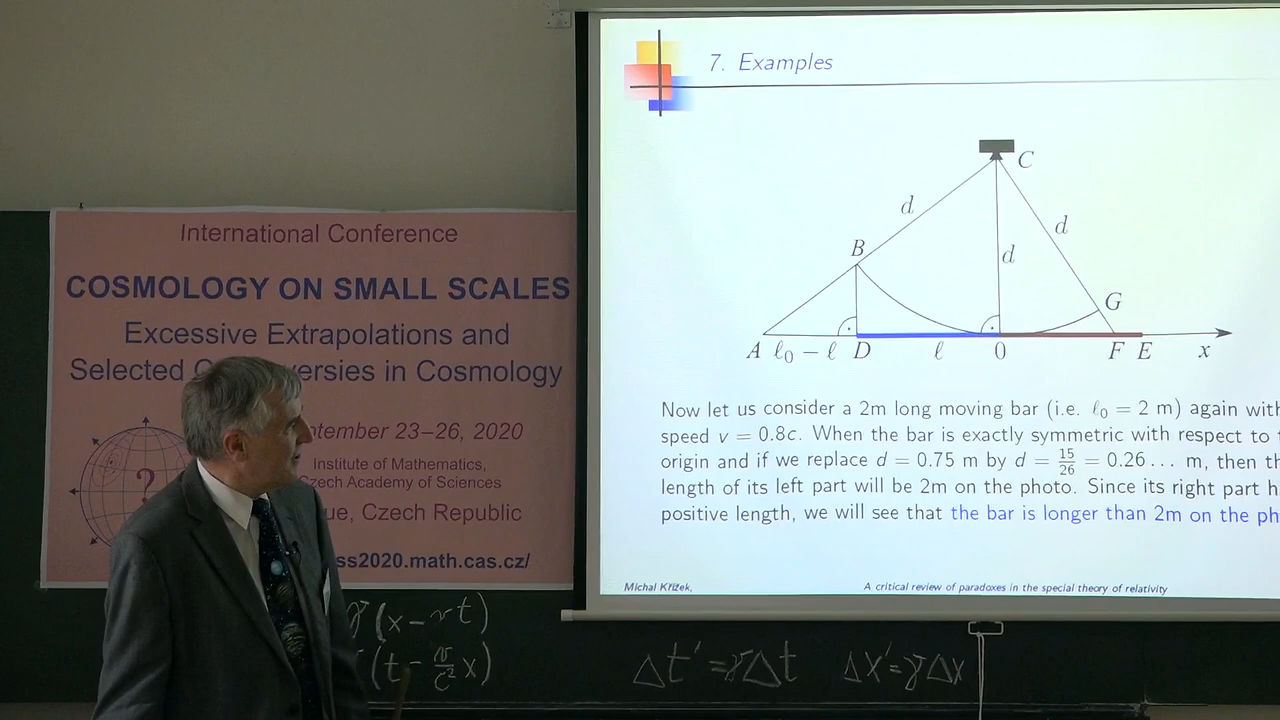 International Conference
COSMOLOGY ON SMALL SCALES
Excessive Extrapolations and
Selected versies in Cosmology
tember 23–26, 2020
?
Institute of Mathematics,
Czech Academy of Sciences
ue, Czech Republic
ss2020.math.cas.cz/
γ(x − vt)
(t − v/c² x)
Δt' = γΔt Δx' = γΔx
7. Examples
C
d
d
B
d
G
A ℓ₀ − ℓ D ℓ 0 F E x
Now let us consider a 2m long moving bar (i.e. ℓ₀ = 2 m) again with
speed v = 0.8c. When the bar is exactly symmetric with respect to
origin and if we replace d = 0.75 m by d = 15/26 = 0.26... m, then
length of its left part will be 2m on the photo. Since its right part
positive length, we will see that the bar is longer than 2m on the
Michal Křížek, A critical review of paradoxes in the special theory of relativity